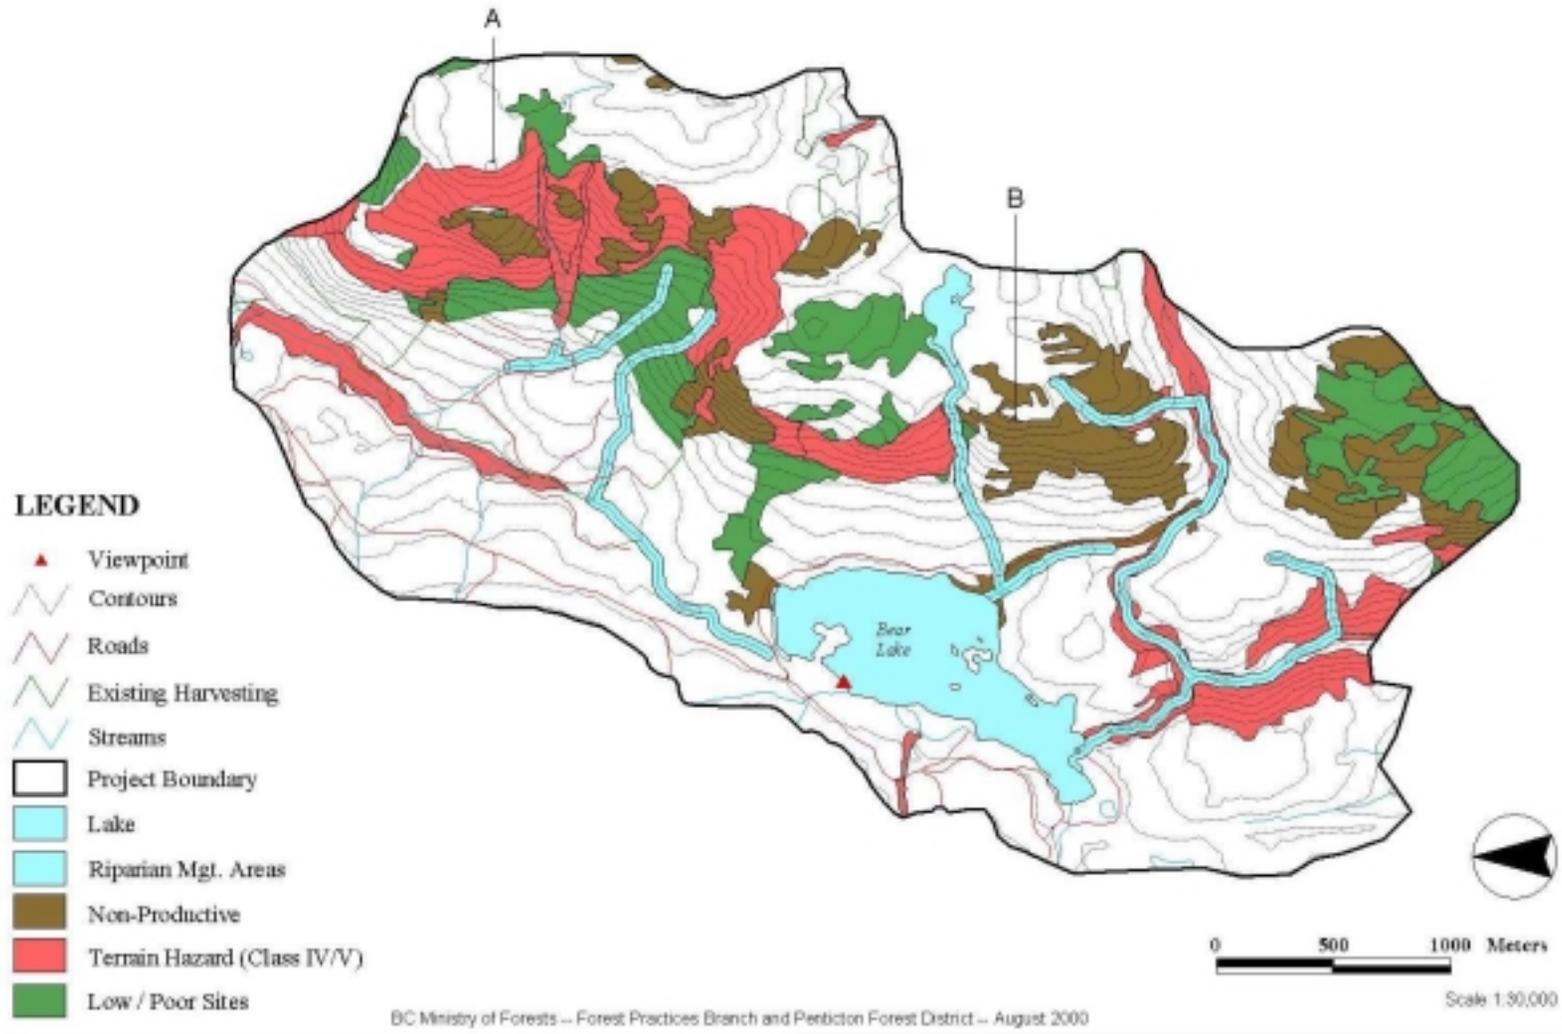 A
B
Bear
Lake
LEGEND
Viewpoint
Contours
Roads
Existing Harvesting
Streams
Project Boundary
Lake
Riparian Mgt. Areas
Non-Productive
Terrain Hazard (Class IV/V)
Low / Poor Sites
0 500 1000 Meters
Scale 1:30,000
BC Ministry of Forests -- Forest Practices Branch and Penticton Forest District -- August 2000